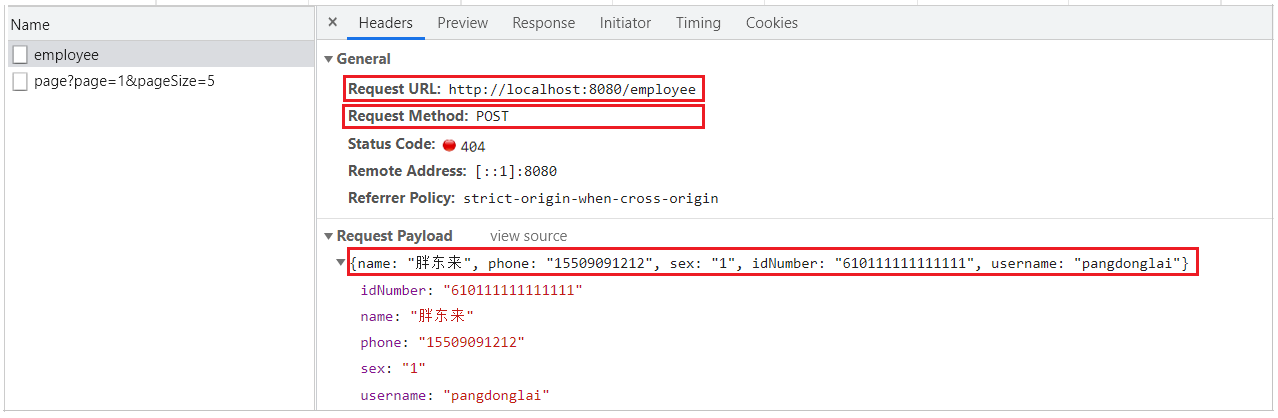 Name
employee
page?page=1&pageSize=5
× Headers Preview Response Initiator Timing Cookies
▼ General
Request URL: http://localhost:8080/employee
Request Method: POST
Status Code: 404
Remote Address: [::1]:8080
Referrer Policy: strict-origin-when-cross-origin
▼ Request Payload view source
▼ {name: "胖东来", phone: "15509091212", sex: "1", idNumber: "610111111111111", username: "pangdonglai"}
idNumber: "610111111111111"
name: "胖东来"
phone: "15509091212"
sex: "1"
username: "pangdonglai"